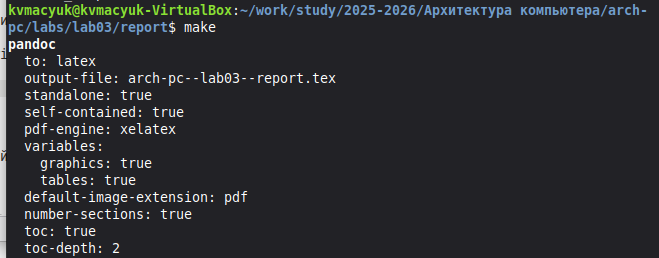 kvmacyuk@kvmacyuk-VirtualBox:~/work/study/2025-2026/Архитектура компьютера/arch-
pc/labs/lab03/report$ make
pandoc
  to: latex
  output-file: arch-pc--lab03--report.tex
  standalone: true
  self-contained: true
  pdf-engine: xelatex
  variables:
    graphics: true
    tables: true
  default-image-extension: pdf
  number-sections: true
  toc: true
  toc-depth: 2